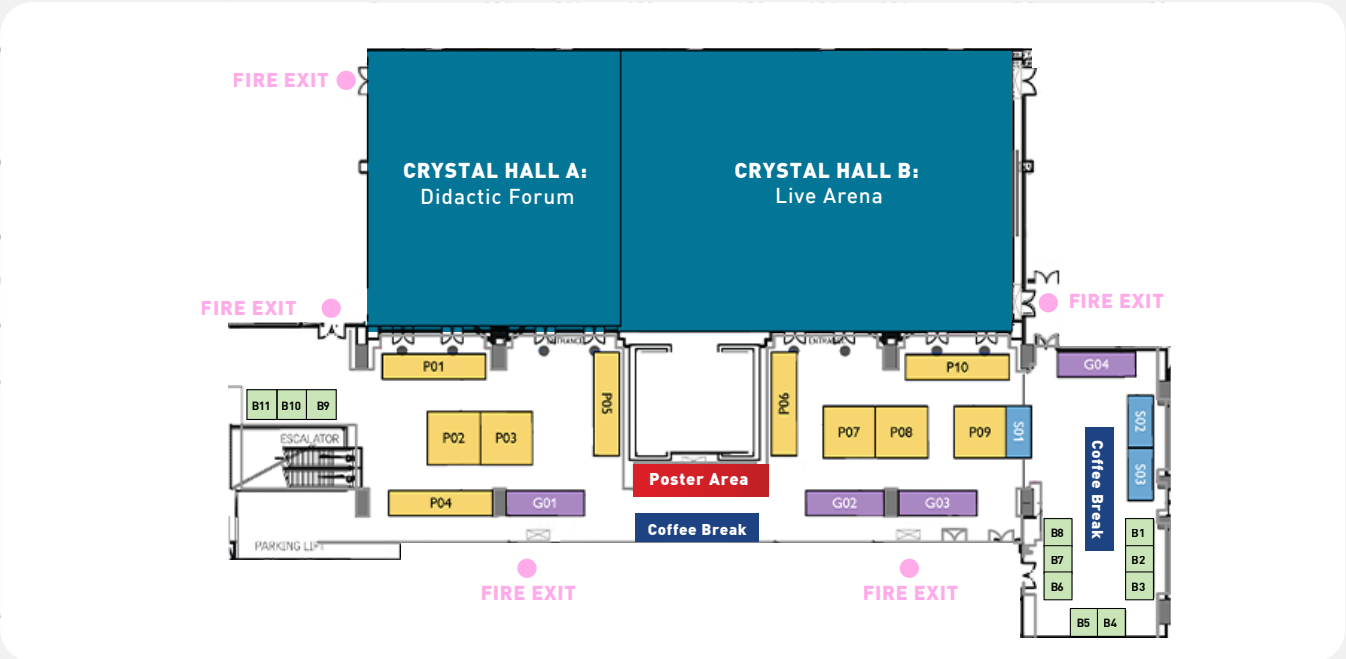 FIRE EXIT
CRYSTAL HALL A:
Didactic Forum
CRYSTAL HALL B:
Live Arena
FIRE EXIT
FIRE EXIT
ENTRANCE
ENTRANCE
P01
P10
G04
P05
P06
B11 B10 B9
P02 P03
P07 P08
P09
S01
S02
ESCALATOR
Coffee Break
S03
Poster Area
P04
G01
G02
G03
Coffee Break
B8
B1
PARKING LIFT
B7
B2
B6
B3
FIRE EXIT
FIRE EXIT
B5 B4